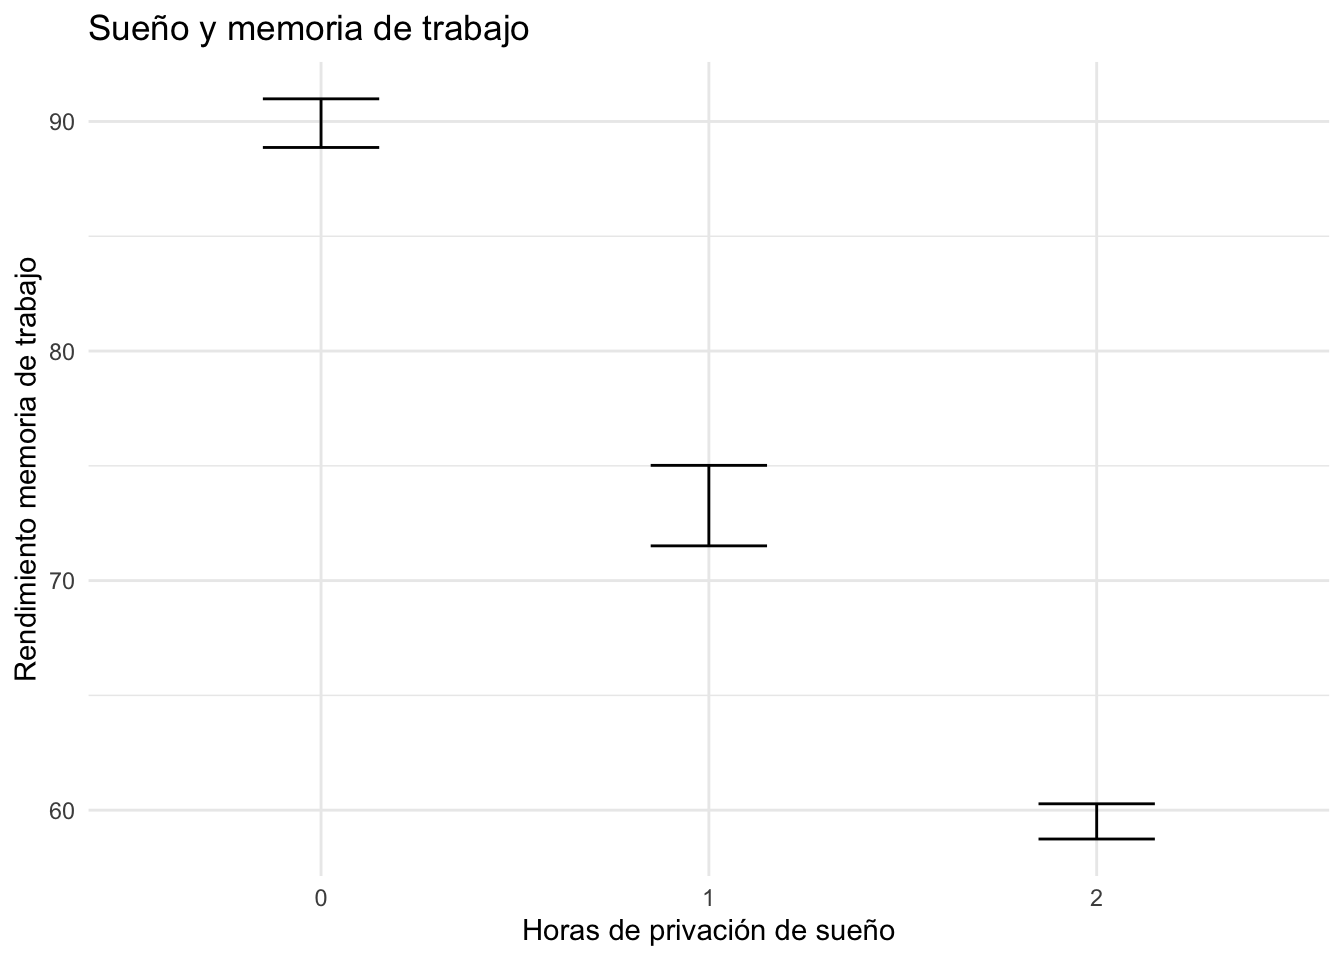 Sueño y memoria de trabajo
Rendimiento memoria de trabajo
90
80
70
60
0 1 2
Horas de privación de sueño